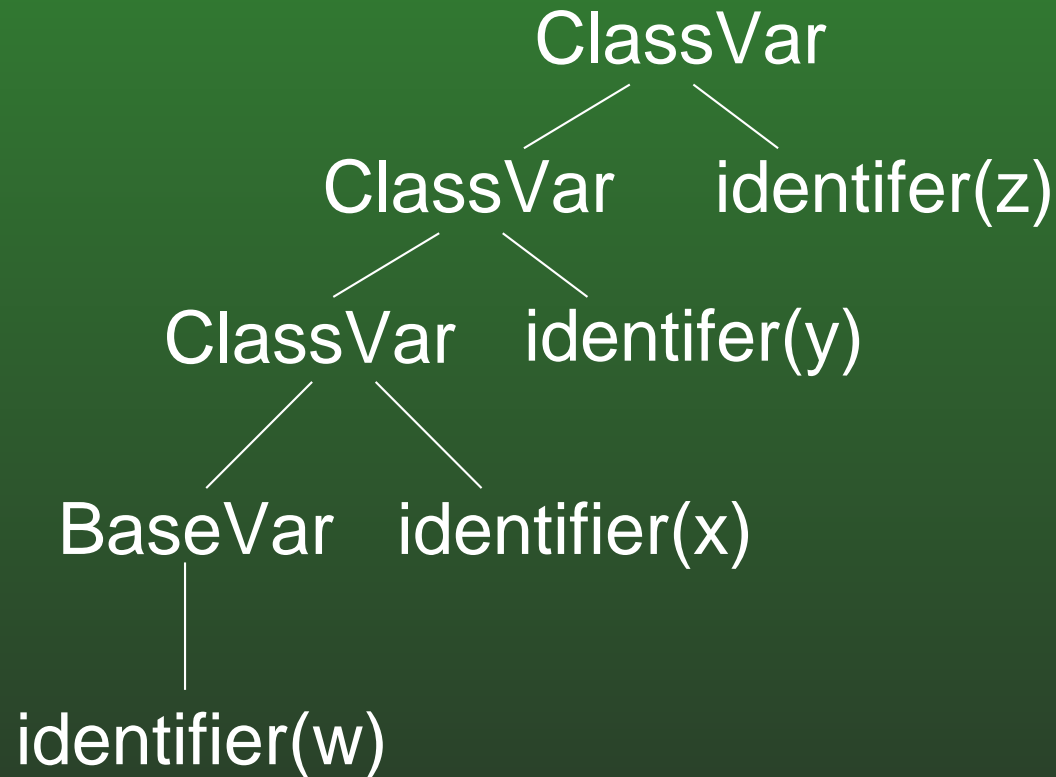 ClassVar
ClassVar identifer(z)
ClassVar identifer(y)
BaseVar identifier(x)
identifier(w)